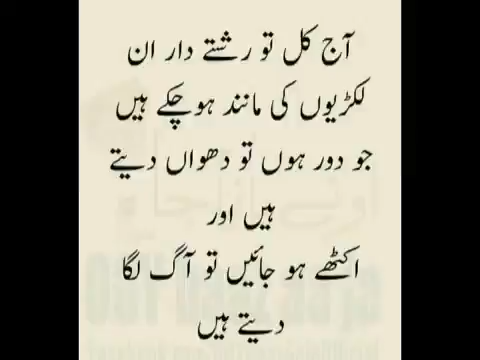 آج کل تو رشتے دار ان
لکڑیوں کی مانند ہو چکے ہیں
جو دور ہوں تو دھواں دیتے
ہیں اور
اکٹھے ہو جائیں تو آگ لگا
دیتے ہیں